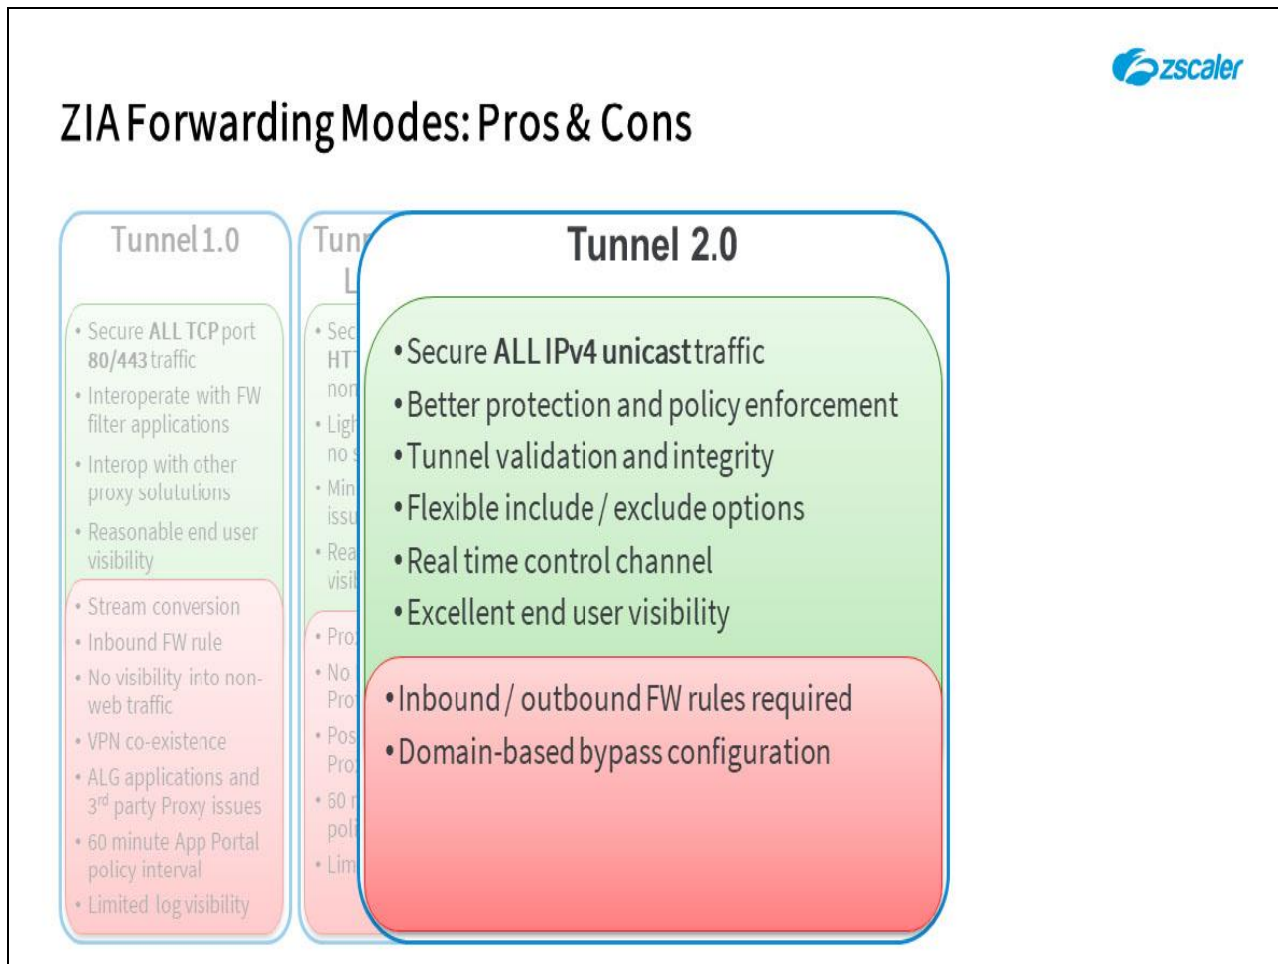 zscaler
ZIA Forwarding Modes: Pros & Cons
Tunnel 1.0
• Secure ALL TCP port
80/443 traffic
• Interoperate with FW
filter applications
• Interop with other
proxy solutution​s
• Reasonable end user
visibility
• Stream conversion
• Inbound FW rule
• No visibility into non-
web traffic
• VPN co-existence
• ALG applications and
3rd party Proxy issues
• 60 minute App Portal
policy interval
• Limited log visibility
Tunnel 2.0
• Secure ALL IPv4 unicast traffic
• Better protection and policy enforcement
• Tunnel validation and integrity
• Flexible include / exclude options
• Real time control channel
• Excellent end user visibility
• Inbound / outbound FW rules required
• Domain-based bypass configuration